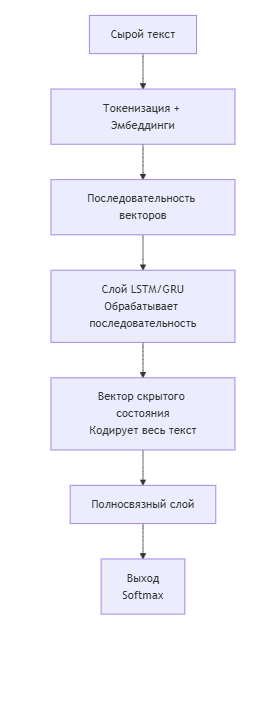 Сырой текст
Токенизация +
Эмбеддинги
Последовательность
векторов
Слой LSTM/GRU
Обрабатывает
последовательность
Вектор скрытого
состояния
Кодирует весь текст
Полносвязный слой
Выход
Softmax